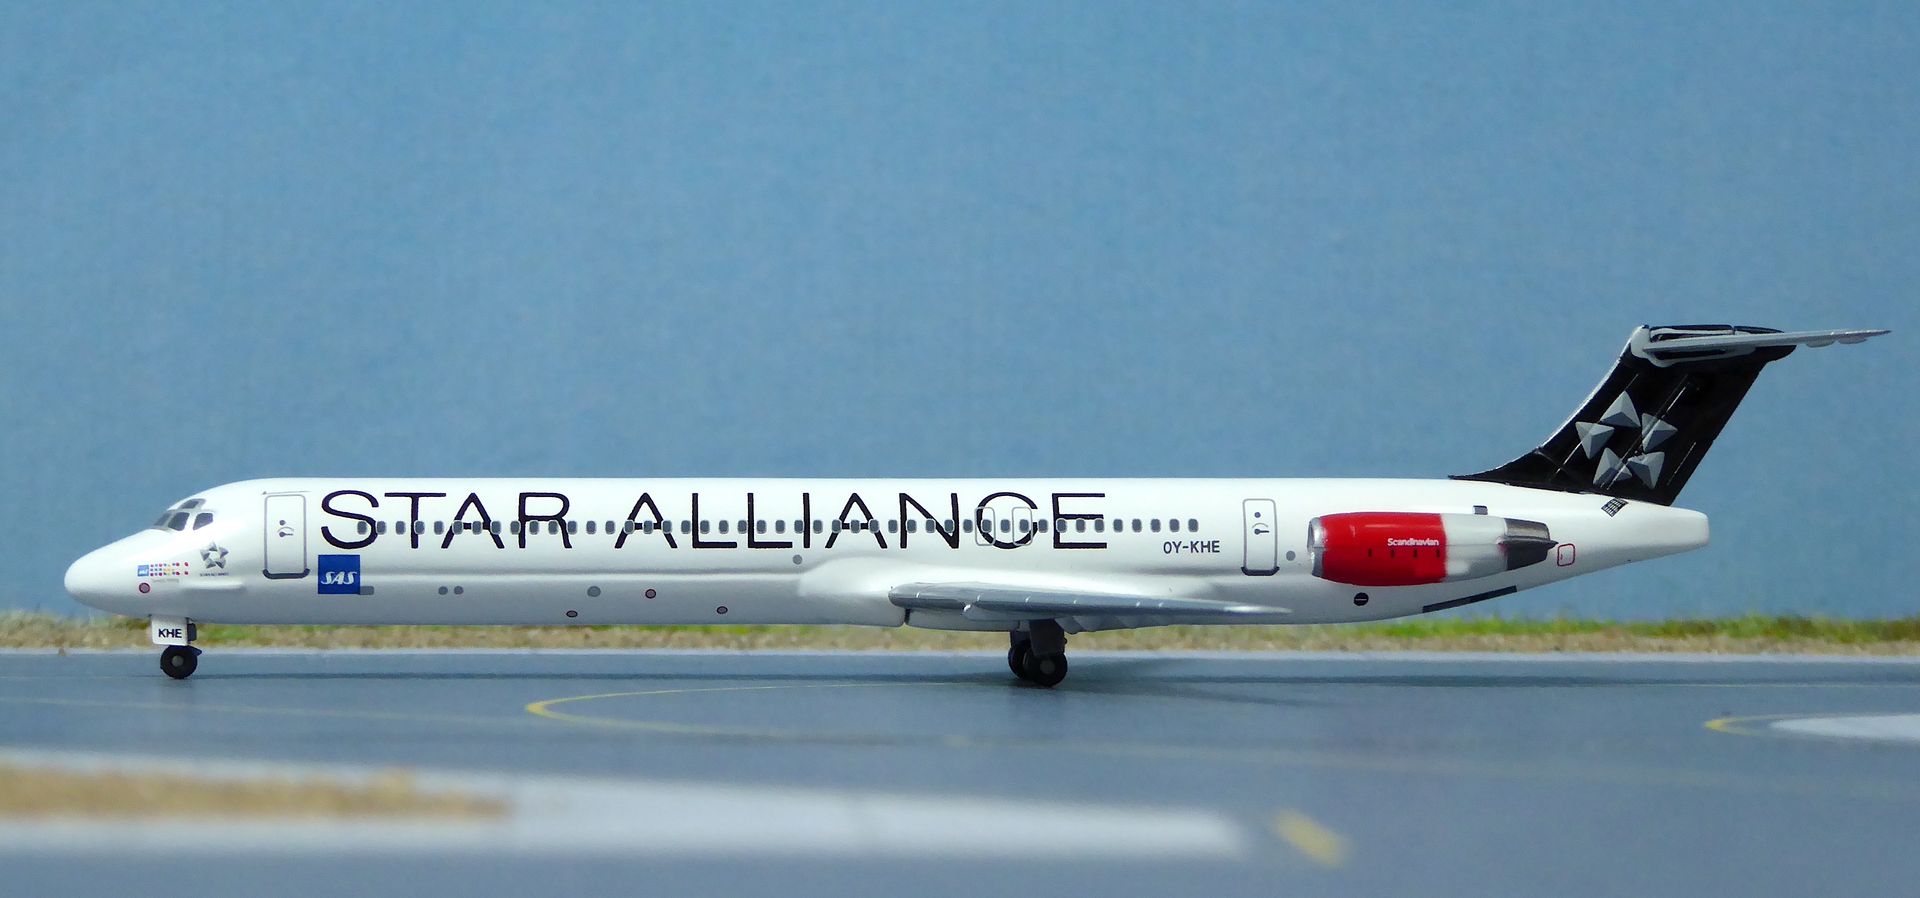 STAR ALLIANCE
SAS
OY-KHE
Scandinavian
KHE